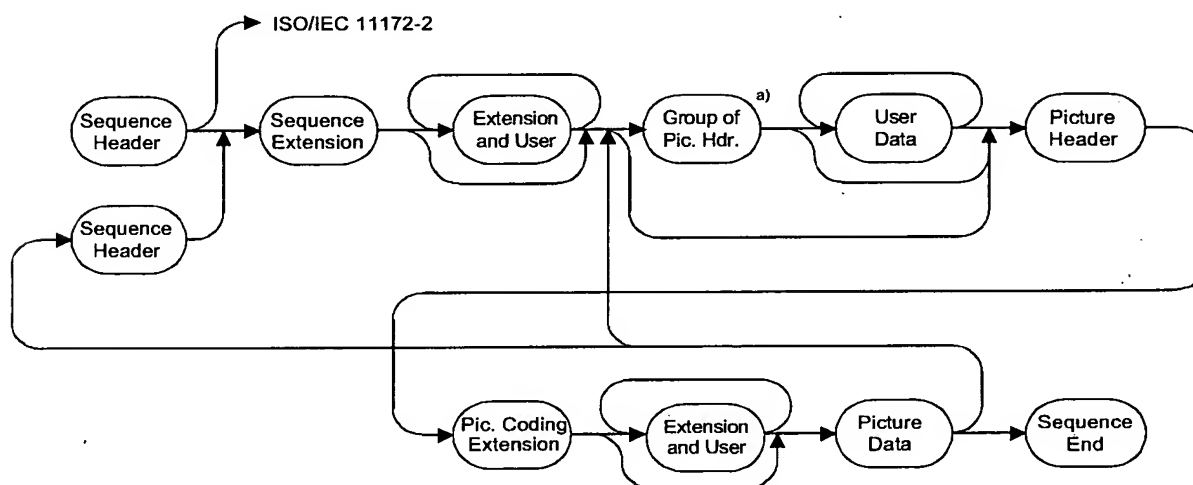 ISO/IEC 11172-2
Sequence
Header
Sequence
Extension
Extension
and User
Group of
Pic. Hdr.
a)
User
Data
Picture
Header
Sequence
Header
Pic. Coding
Extension
Extension
and User
Picture
Data
Sequence
End